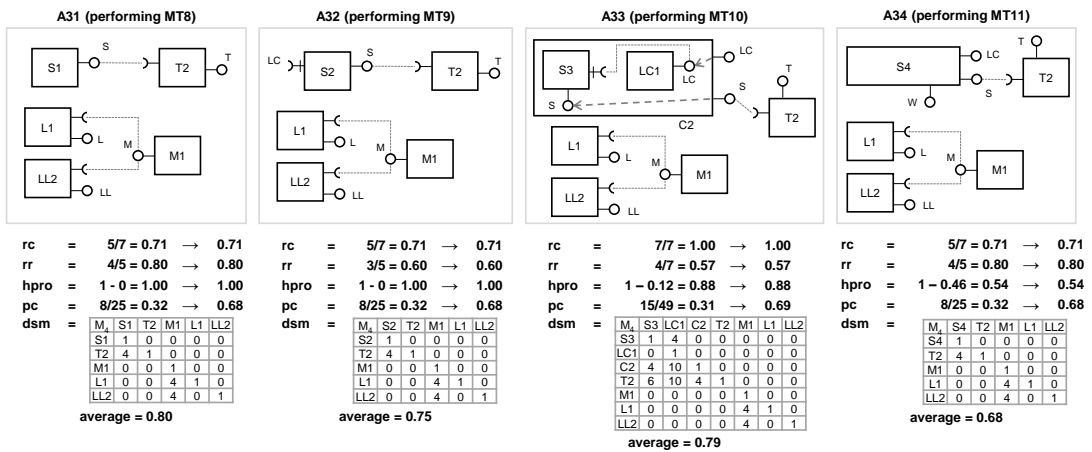 A31 (performing MT8)
S1
S
T2
T
L1
L
M
M1
LL2
LL
rc = 5/7 = 0.71 → 0.71
rr = 4/5 = 0.80 → 0.80
hpro = 1 - 0 = 1.00 → 1.00
pc = 8/25 = 0.32 → 0.68
dsm =
M4 S1 T2 M1 L1 LL2
S1 1 0 0 0 0
T2 4 1 0 0 0
M1 0 0 1 0 0
L1 0 0 4 1 0
LL2 0 0 4 0 1
average = 0.80
A32 (performing MT9)
LC
S2
S
T2
T
L1
L
M
M1
LL2
LL
rc = 5/7 = 0.71 → 0.71
rr = 3/5 = 0.60 → 0.60
hpro = 1 - 0 = 1.00 → 1.00
pc = 8/25 = 0.32 → 0.68
dsm =
M4 S2 T2 M1 L1 LL2
S2 1 0 0 0 0
T2 4 1 0 0 0
M1 0 0 1 0 0
L1 0 0 4 1 0
LL2 0 0 4 0 1
average = 0.75
A33 (performing MT10)
S3
LC1
LC
LC
S
S
T
T2
C2
L1
L
M
M1
LL2
LL
rc = 7/7 = 1.00 → 1.00
rr = 4/7 = 0.57 → 0.57
hpro = 1 – 0.12 = 0.88 → 0.88
pc = 15/49 = 0.31 → 0.69
dsm =
M4 S3 LC1 C2 T2 M1 L1 LL2
S3 1 4 0 0 0 0 0
LC1 0 1 0 0 0 0 0
C2 4 10 1 0 0 0 0
T2 6 10 4 1 0 0 0
M1 0 0 0 0 1 0 0
L1 0 0 0 0 4 1 0
LL2 0 0 0 0 4 0 1
average = 0.79
A34 (performing MT11)
S4
LC
T
S
T2
W
L1
L
M
M1
LL2
LL
rc = 5/7 = 0.71 → 0.71
rr = 4/5 = 0.80 → 0.80
hpro = 1 – 0.46 = 0.54 → 0.54
pc = 8/25 = 0.32 → 0.68
dsm =
M4 S4 T2 M1 L1 LL2
S4 1 0 0 0 0
T2 4 1 0 0 0
M1 0 0 1 0 0
L1 0 0 4 1 0
LL2 0 0 4 0 1
average = 0.68